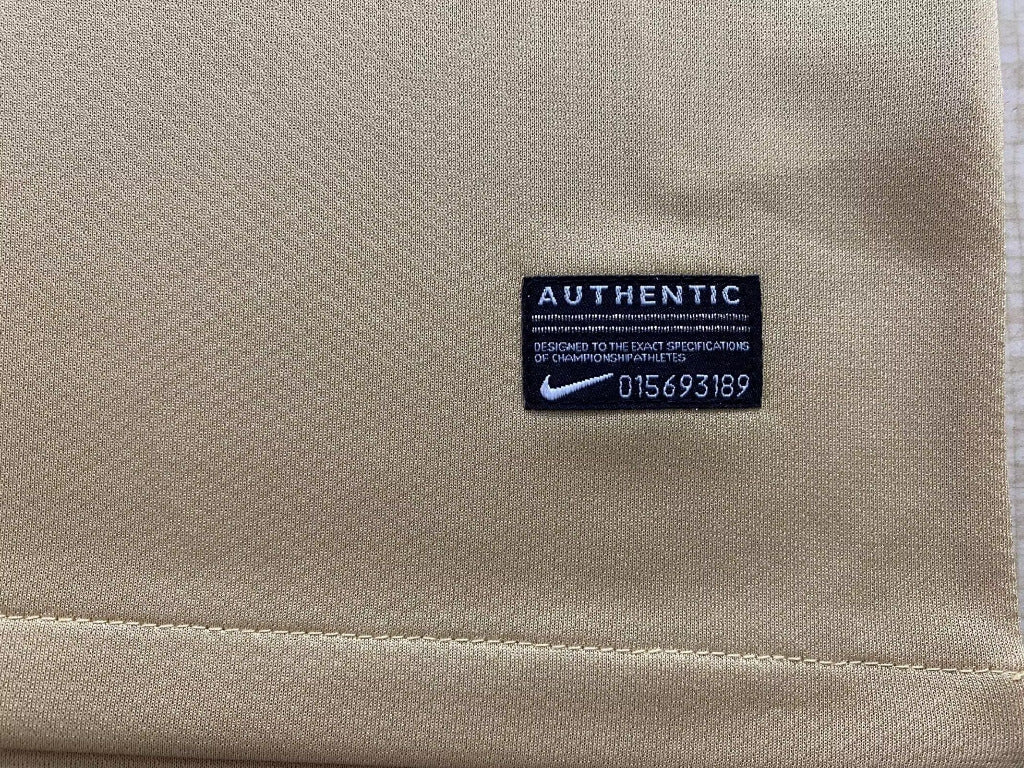 AUTHENTIC
DESIGNED TO THE EXACT SPECIFICATIONS
OF CHAMPIONSHIPATHLETES
015693189